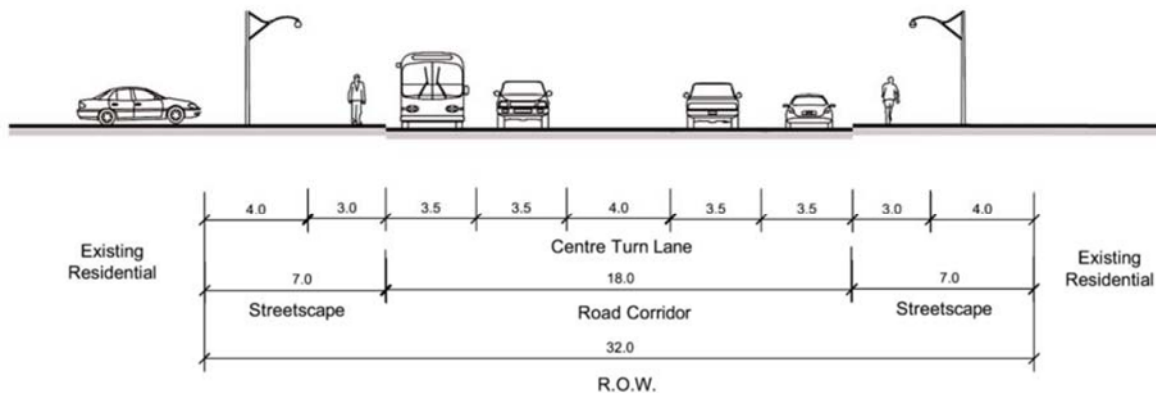 4.0 3.0 3.5 3.5 4.0 3.5 3.5 3.0 4.0
Existing
Residential
Centre Turn Lane
Existing
Residential
7.0 18.0 7.0
Streetscape Road Corridor Streetscape
32.0
R.O.W.